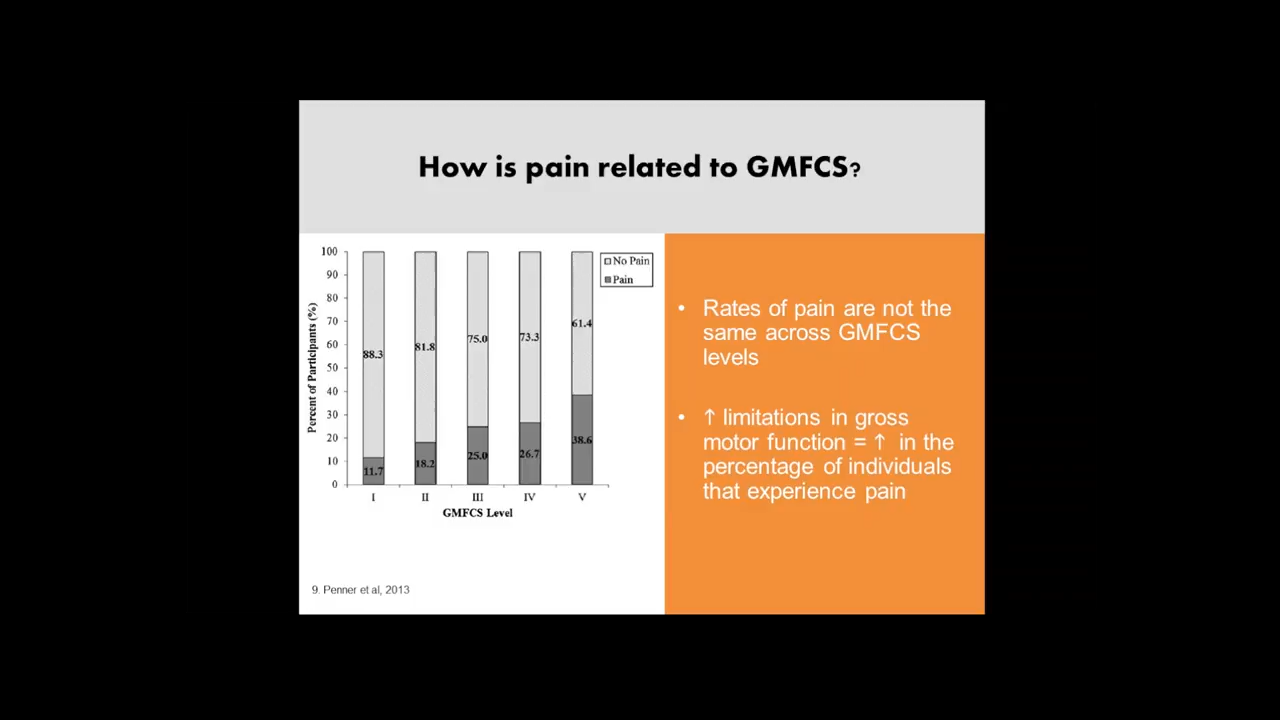 How is pain related to GMFCS?
100
90
80
70
60
50
40
30
20
10
0
Percent of Participants (%)
88.3
81.8
75.0
73.3
61.4
11.7
18.2
25.0
26.7
38.6
I II III IV V
GMFCS Level
No Pain
Pain
9. Penner et al, 2013
• Rates of pain are not the
same across GMFCS
levels
• ↑ limitations in gross
motor function = ↑ in the
percentage of individuals
that experience pain